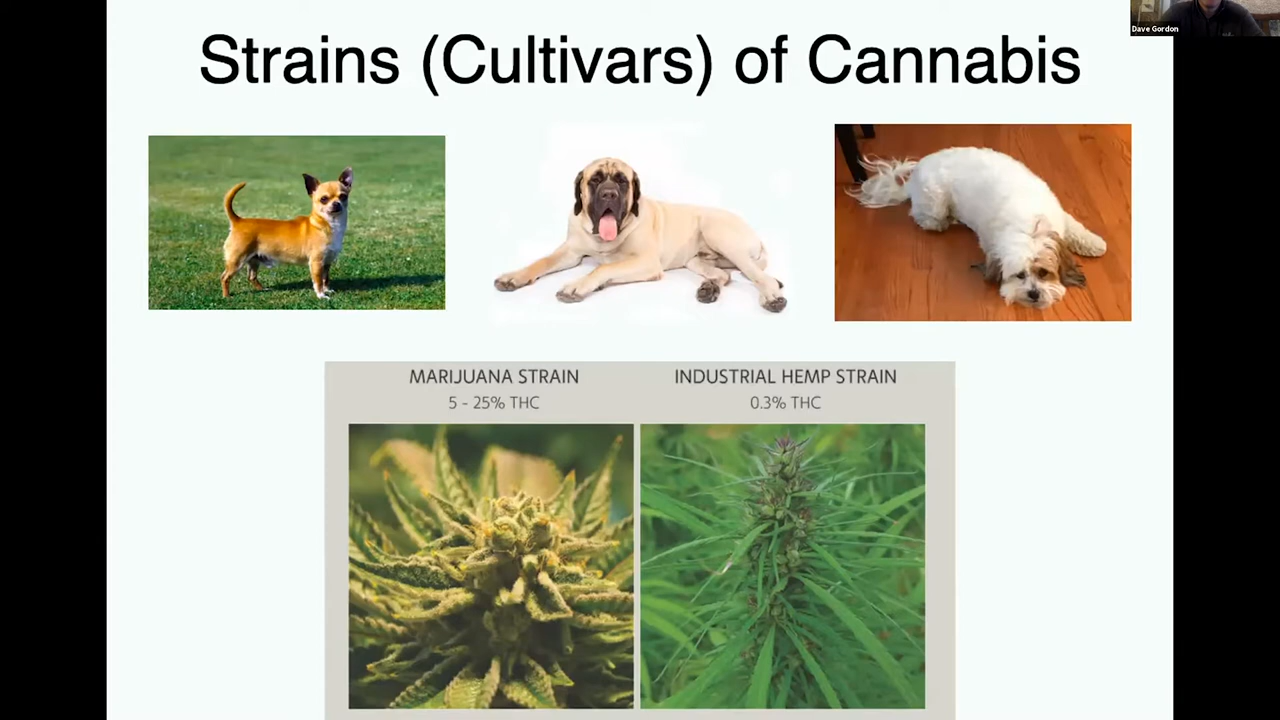 Dave Gordon
Strains (Cultivars) of Cannabis
MARIJUANA STRAIN
5 - 25% THC
INDUSTRIAL HEMP STRAIN
0.3% THC